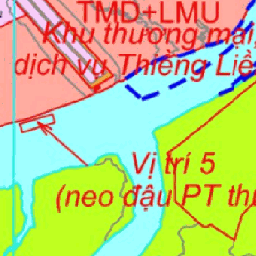 TMD+LMU
Khu thương mại,
dịch vụ Thiềng Liề
Vị trí 5
(neo đậu PT th